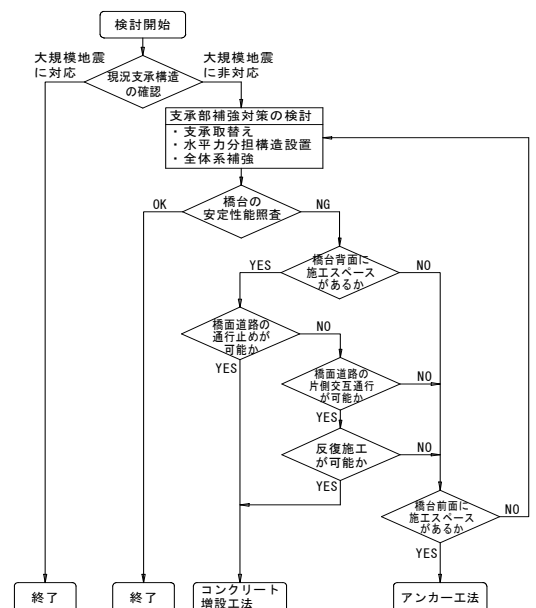 検討開始
大規模地震
に対応
大規模地震
に非対応
現況支承構造
の確認
支承部補強対策の検討
・支承取替え
・水平力分担構造設置
・全体系補強
橋台の
安定性能照査
OK
NG
橋台背面に
施工スペース
があるか
YES
NO
橋面道路の
通行止めが
可能か
NO
YES
橋面道路の
片側交互通行
が可能か
NO
YES
反復施工
が可能か
NO
YES
橋台前面に
施工スペース
があるか
NO
YES
終了
終了
コンクリート
増設工法
アンカー工法